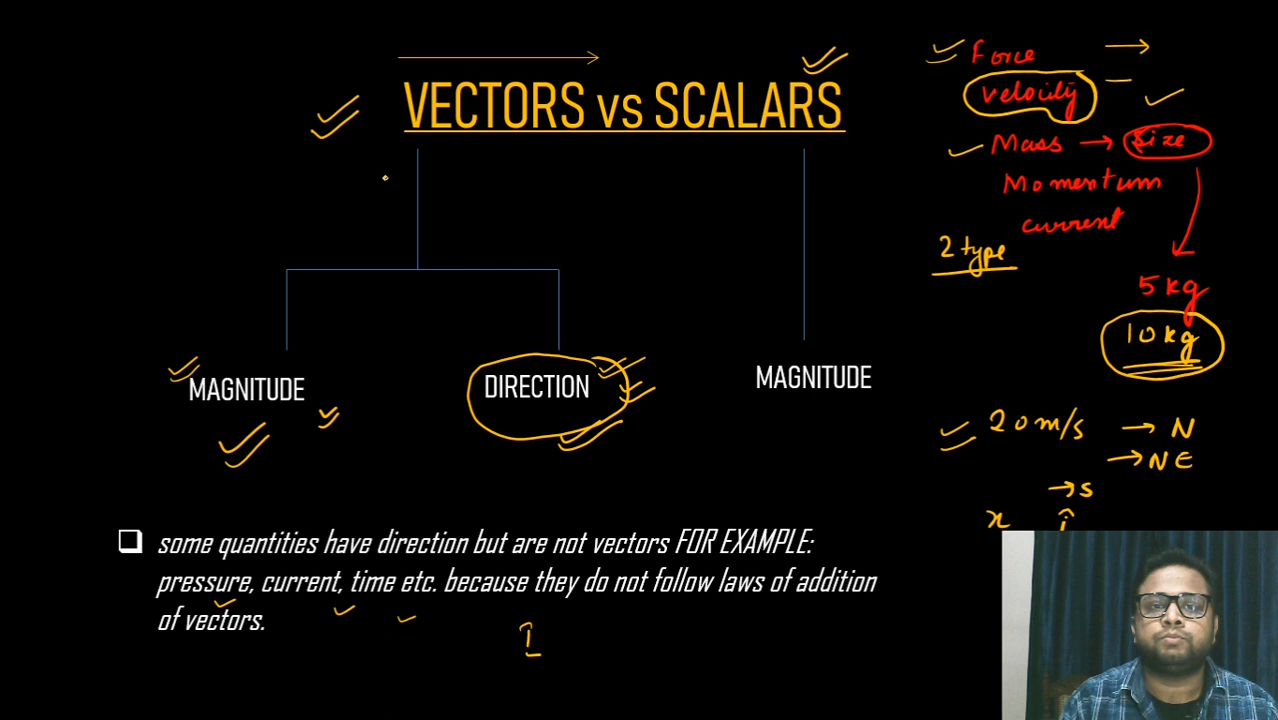 VECTORS vs SCALARS
MAGNITUDE
DIRECTION
MAGNITUDE
some quantities have direction but are not vectors FOR EXAMPLE:
pressure, current, time etc. because they do not follow laws of addition
of vectors.
Force →
velocity
Mass → Size
Momentum
current
2 type
5 kg
10 kg
20 m/s → N
→ NE
→ S
x î